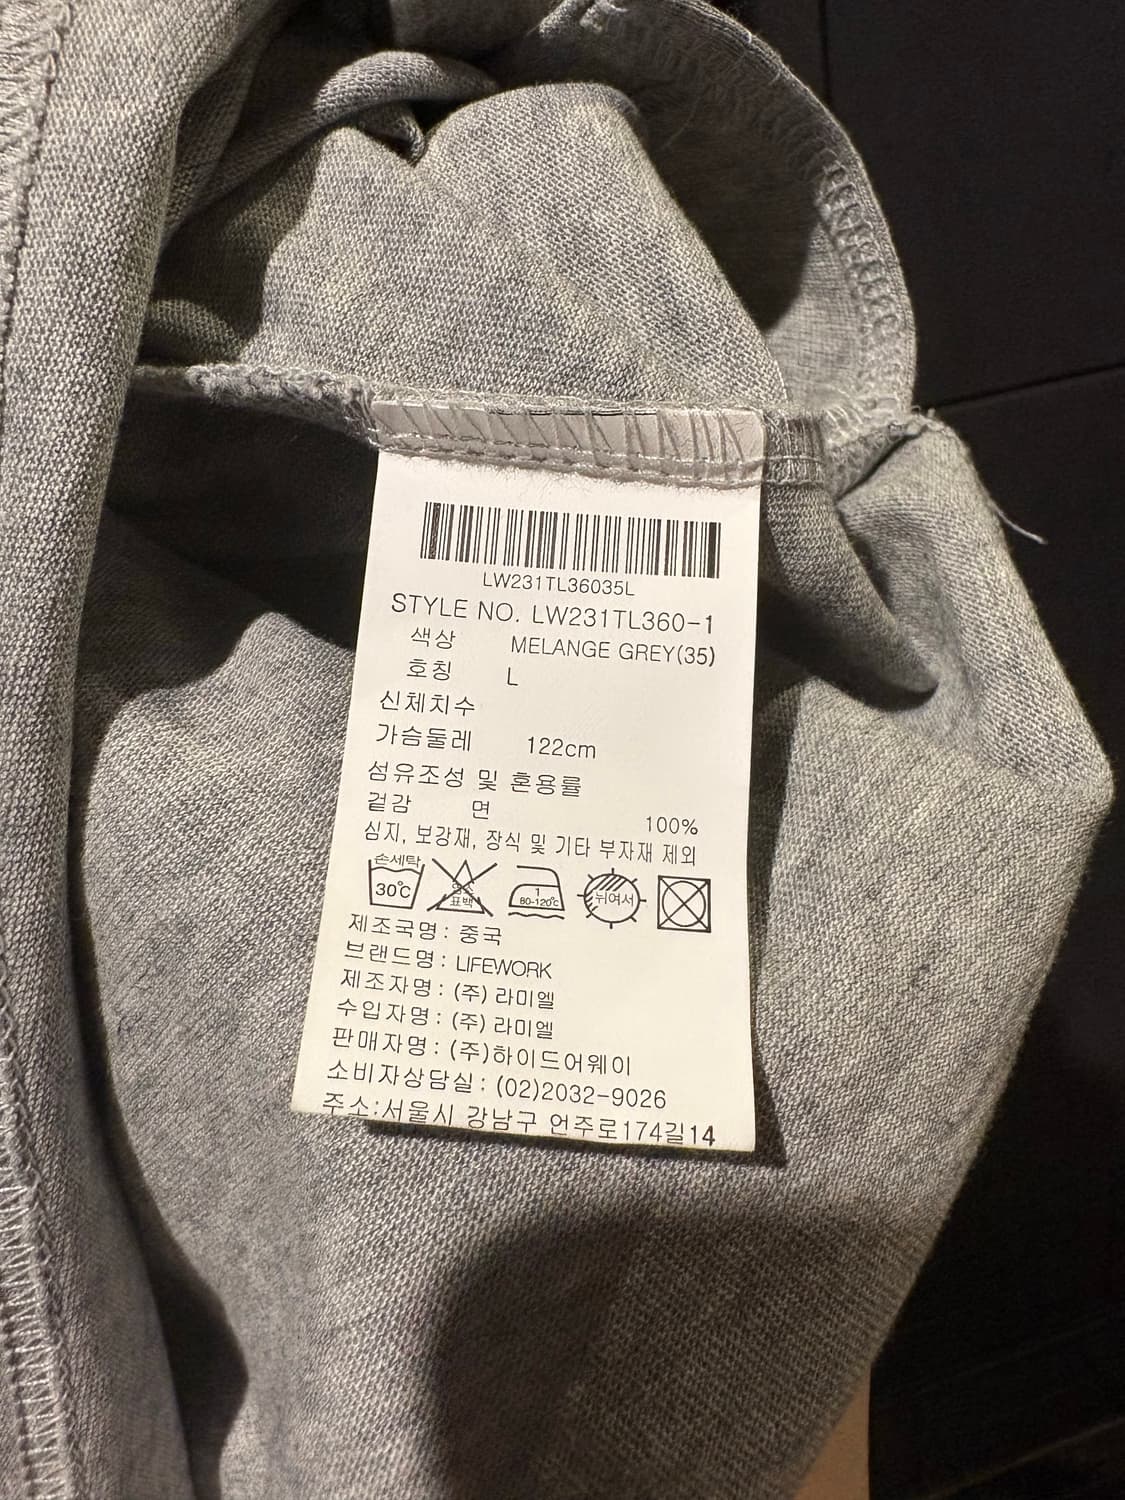 LW231TL36035L
STYLE NO. LW231TL360-1
색상 MELANGE GREY(35)
호칭 L
신체치수
가슴둘레 122cm
섬유조성 및 혼용률
겉감 면 100%
심지, 보강재, 장식 및 기타 부자재 제외
손세탁
30℃
표백
1
80-120℃
뉘여서
제조국명: 중국
브랜드명: LIFEWORK
제조자명: (주) 라미엘
수입자명: (주) 라미엘
판매자명: (주)하이드어웨이
소비자상담실: (02)2032-9026
주소:서울시 강남구 언주로174길14